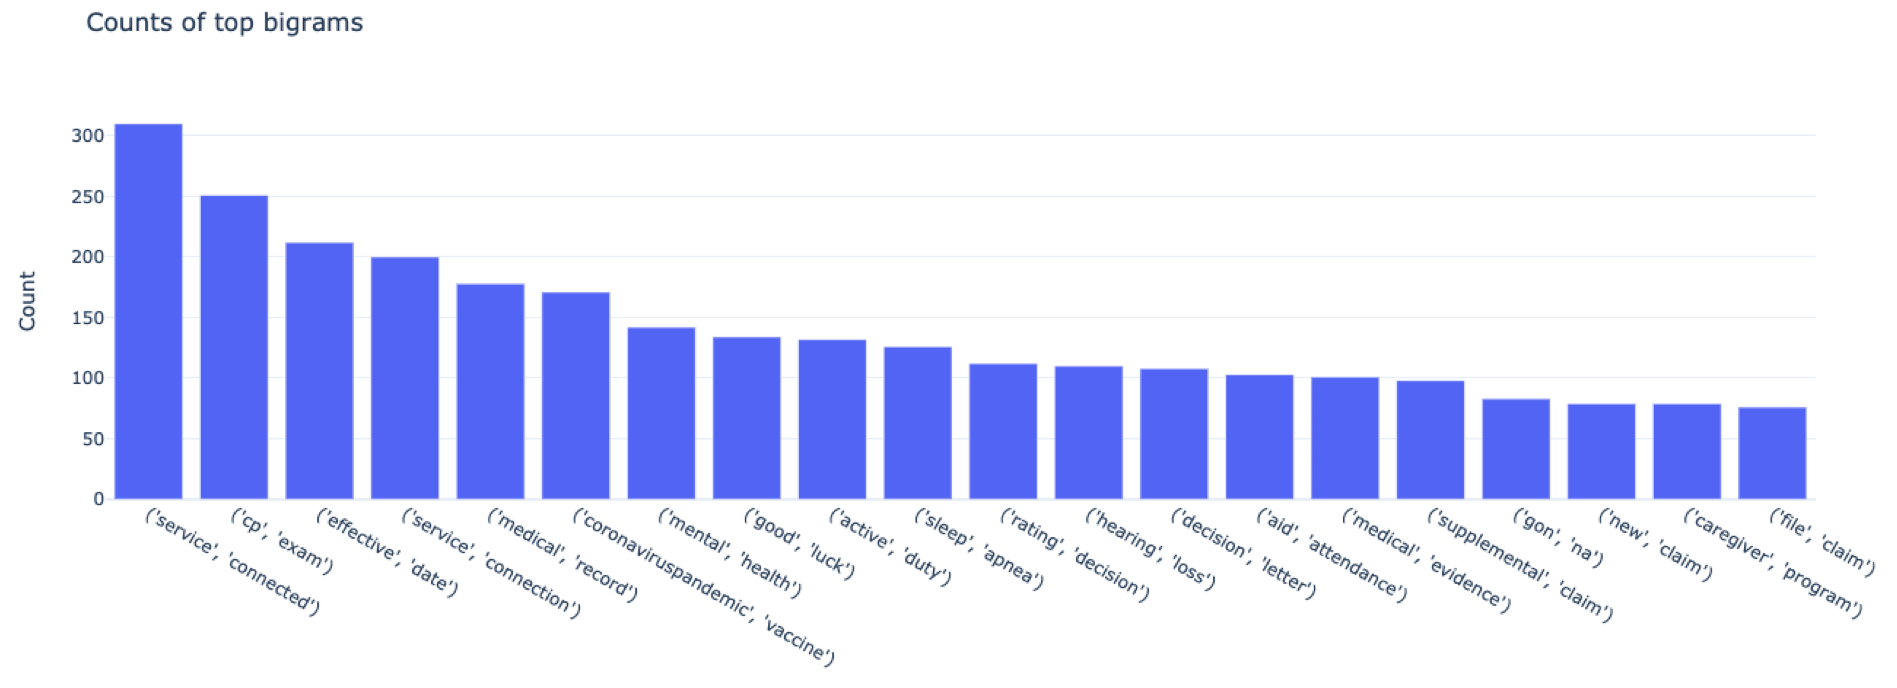 Counts of top bigrams
Count
300
250
200
150
100
50
0
('service', 'connected')
('cp', 'exam')
('effective', 'date')
('service', 'connection')
('medical', 'record')
('coronaviruspandemic', 'vaccine')
('mental', 'health')
('good', 'luck')
('active', 'duty')
('sleep', 'apnea')
('rating', 'decision')
('hearing', 'loss')
('decision', 'letter')
('aid', 'attendance')
('medical', 'evidence')
('supplemental', 'claim')
('gon', 'na')
('new', 'claim')
('caregiver', 'program')
('file', 'claim')